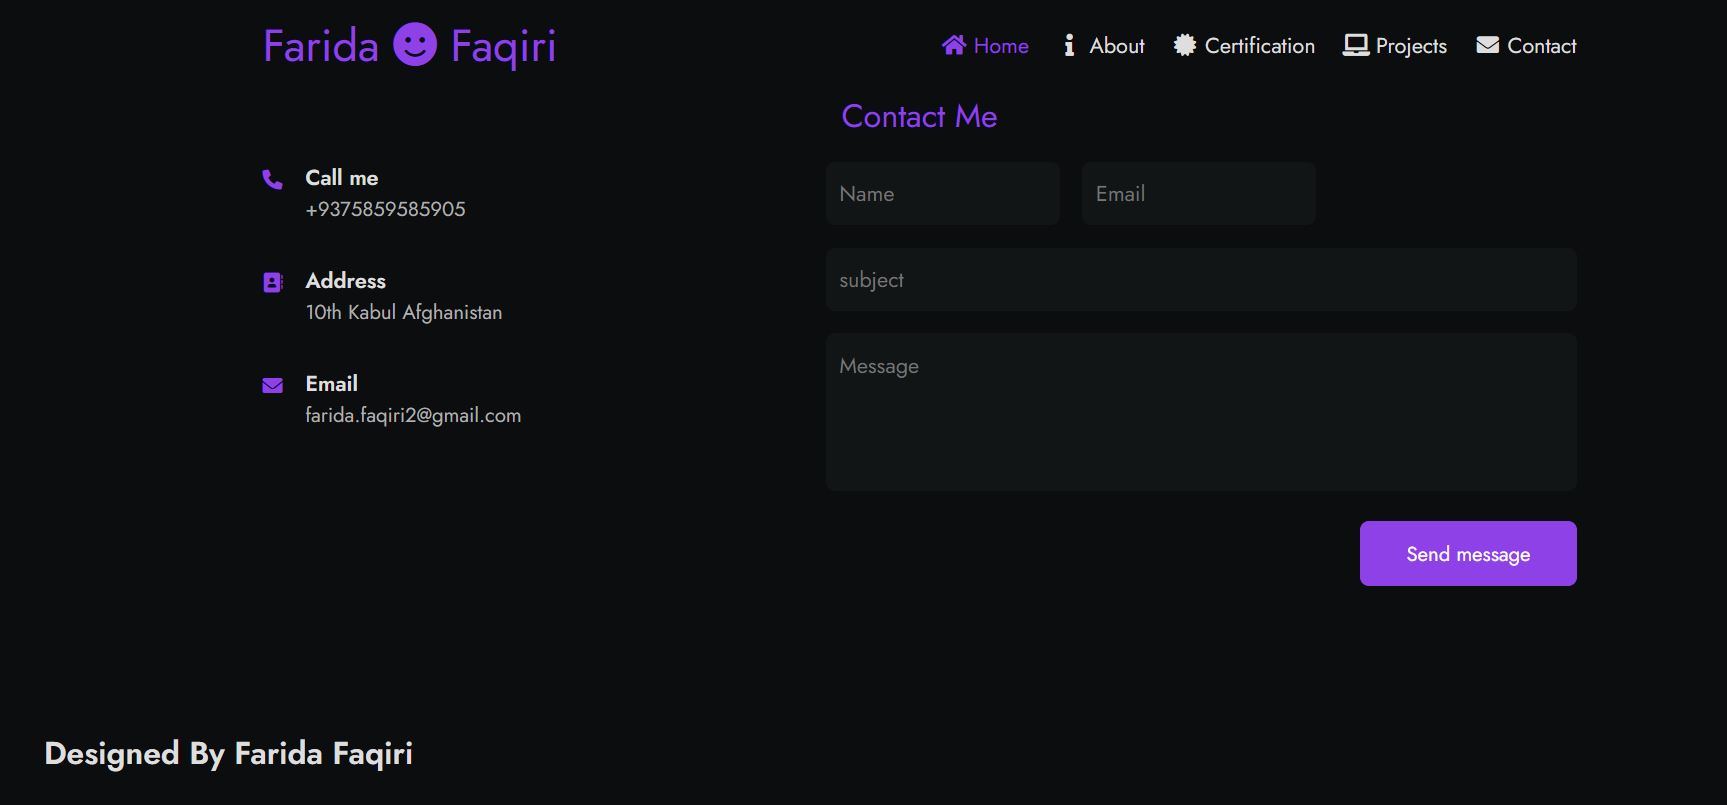 Farida Faqiri
Home About Certification Projects Contact
Contact Me
Call me
+9375859585905
Address
10th Kabul Afghanistan
Email
farida.faqiri2@gmail.com
Name Email
subject
Message
Send message
Designed By Farida Faqiri